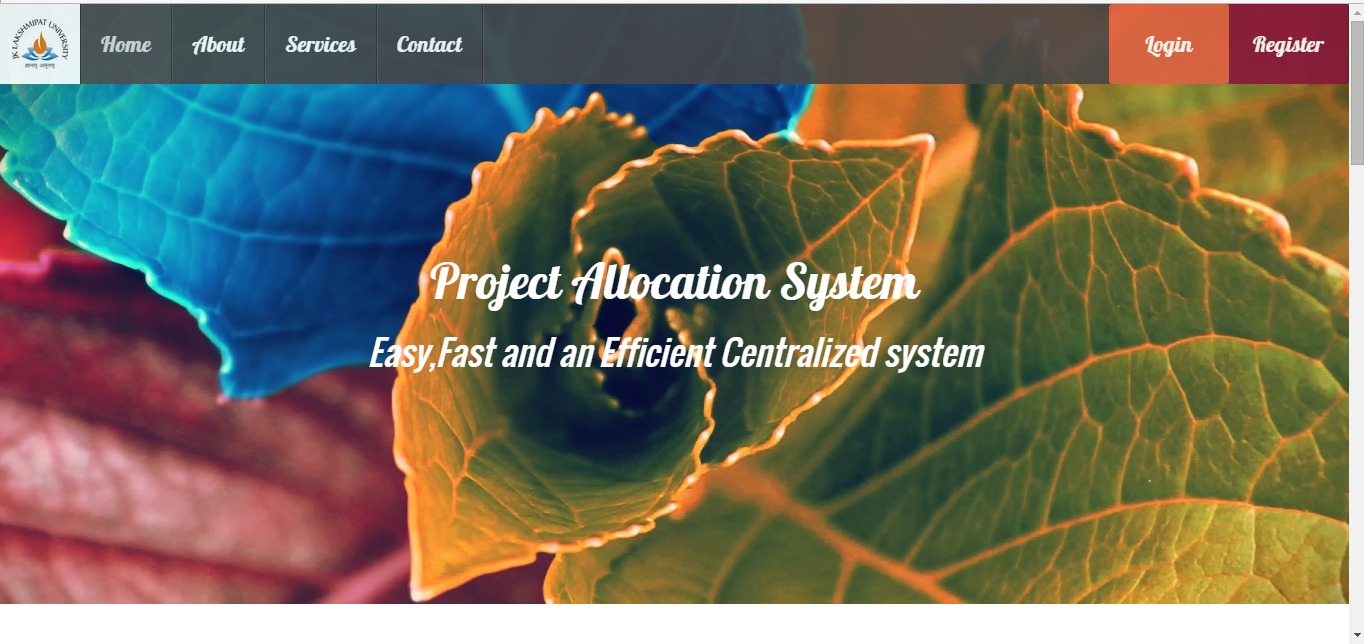 JK LAKSHMIPAT UNIVERSITY
Home
About
Services
Contact
Login
Register
Project Allocation System
Easy,Fast and an Efficient Centralized system